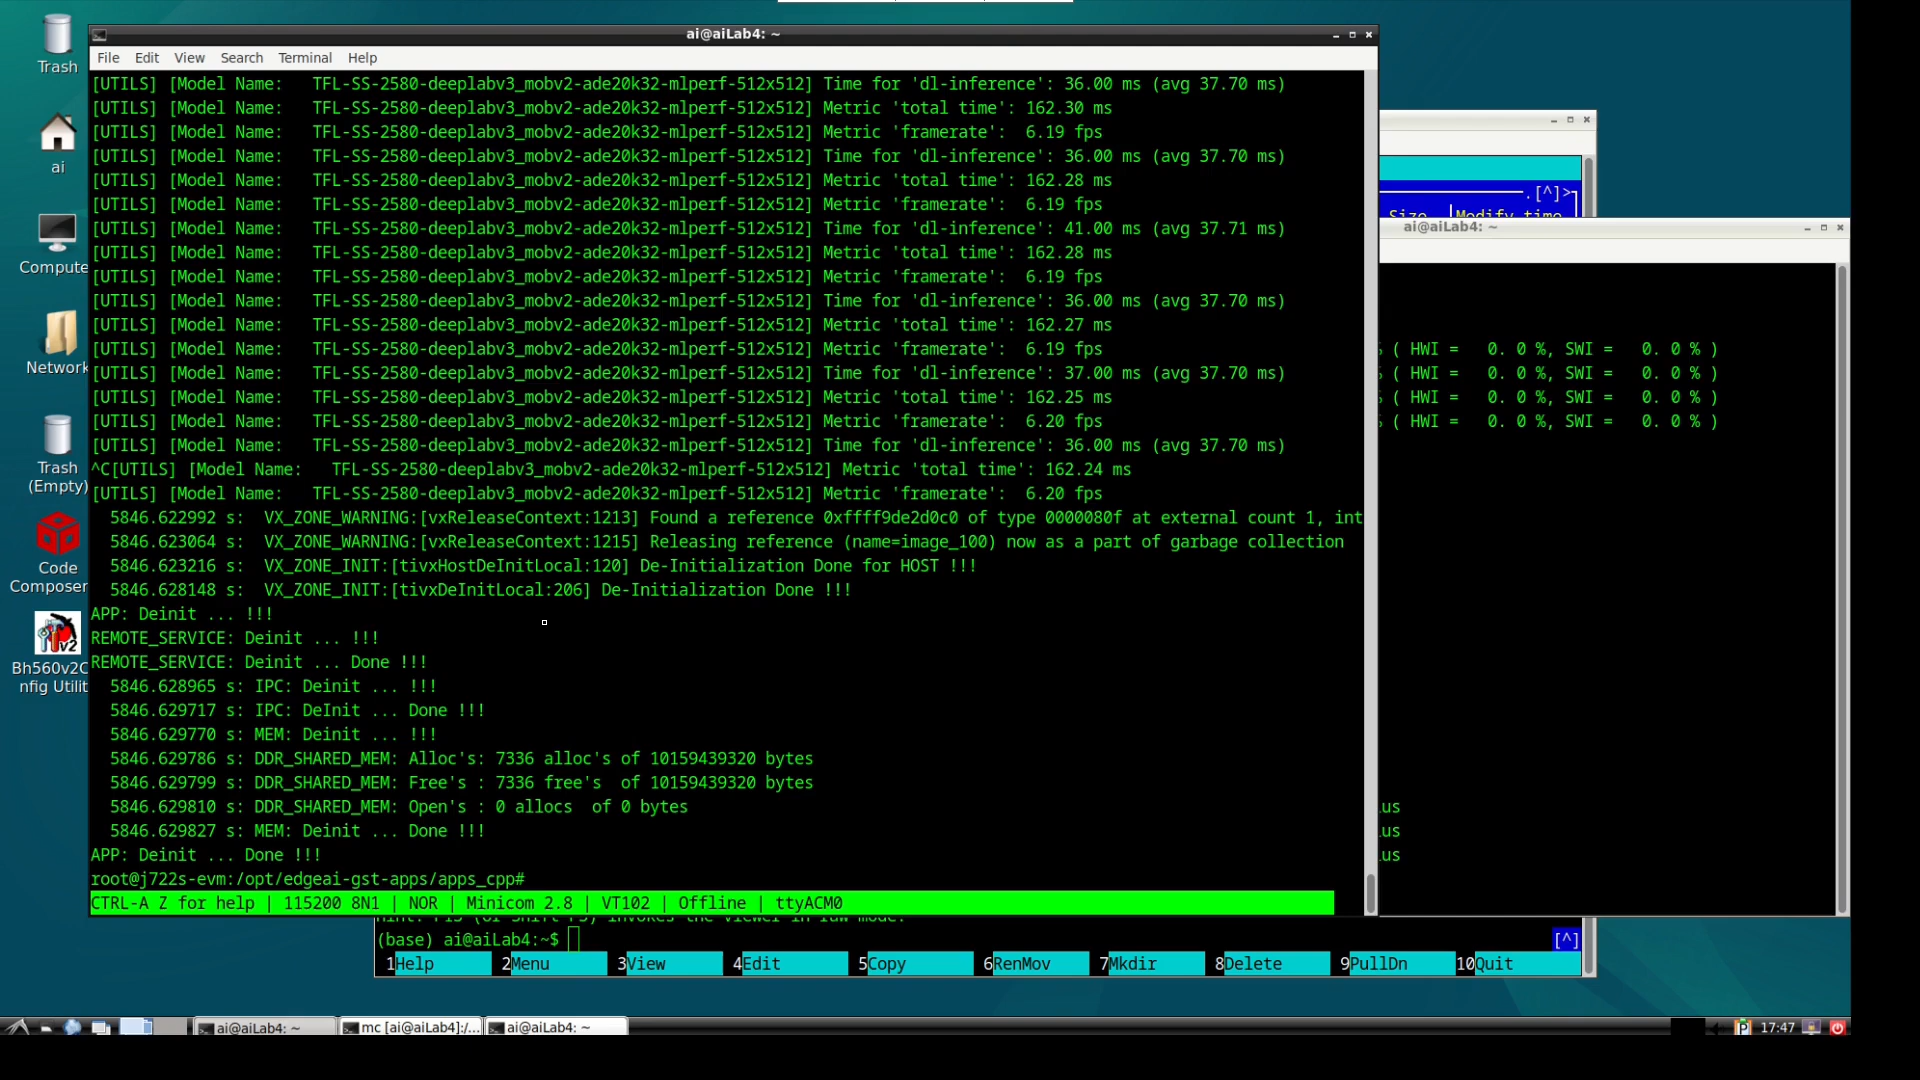 ai@aiLab4: ~
File Edit View Search Terminal Help
[UTILS] [Model Name:   TFL-SS-2580-deeplabv3_mobv2-ade20k32-mlperf-512x512] Time for 'dl-inference': 36.00 ms (avg 37.70 ms)
[UTILS] [Model Name:   TFL-SS-2580-deeplabv3_mobv2-ade20k32-mlperf-512x512] Metric 'total time': 162.30 ms
[UTILS] [Model Name:   TFL-SS-2580-deeplabv3_mobv2-ade20k32-mlperf-512x512] Metric 'framerate':  6.19 fps
[UTILS] [Model Name:   TFL-SS-2580-deeplabv3_mobv2-ade20k32-mlperf-512x512] Time for 'dl-inference': 36.00 ms (avg 37.70 ms)
[UTILS] [Model Name:   TFL-SS-2580-deeplabv3_mobv2-ade20k32-mlperf-512x512] Metric 'total time': 162.28 ms
[UTILS] [Model Name:   TFL-SS-2580-deeplabv3_mobv2-ade20k32-mlperf-512x512] Metric 'framerate':  6.19 fps
[UTILS] [Model Name:   TFL-SS-2580-deeplabv3_mobv2-ade20k32-mlperf-512x512] Time for 'dl-inference': 41.00 ms (avg 37.71 ms)
[UTILS] [Model Name:   TFL-SS-2580-deeplabv3_mobv2-ade20k32-mlperf-512x512] Metric 'total time': 162.28 ms
[UTILS] [Model Name:   TFL-SS-2580-deeplabv3_mobv2-ade20k32-mlperf-512x512] Metric 'framerate':  6.19 fps
[UTILS] [Model Name:   TFL-SS-2580-deeplabv3_mobv2-ade20k32-mlperf-512x512] Time for 'dl-inference': 36.00 ms (avg 37.70 ms)
[UTILS] [Model Name:   TFL-SS-2580-deeplabv3_mobv2-ade20k32-mlperf-512x512] Metric 'total time': 162.27 ms
[UTILS] [Model Name:   TFL-SS-2580-deeplabv3_mobv2-ade20k32-mlperf-512x512] Metric 'framerate':  6.19 fps
[UTILS] [Model Name:   TFL-SS-2580-deeplabv3_mobv2-ade20k32-mlperf-512x512] Time for 'dl-inference': 37.00 ms (avg 37.70 ms)
[UTILS] [Model Name:   TFL-SS-2580-deeplabv3_mobv2-ade20k32-mlperf-512x512] Metric 'total time': 162.25 ms
[UTILS] [Model Name:   TFL-SS-2580-deeplabv3_mobv2-ade20k32-mlperf-512x512] Metric 'framerate':  6.20 fps
[UTILS] [Model Name:   TFL-SS-2580-deeplabv3_mobv2-ade20k32-mlperf-512x512] Time for 'dl-inference': 36.00 ms (avg 37.70 ms)
^C[UTILS] [Model Name:   TFL-SS-2580-deeplabv3_mobv2-ade20k32-mlperf-512x512] Metric 'total time': 162.24 ms
[UTILS] [Model Name:   TFL-SS-2580-deeplabv3_mobv2-ade20k32-mlperf-512x512] Metric 'framerate':  6.20 fps
5846.622992 s:  VX_ZONE_WARNING:[vxReleaseContext:1213] Found a reference 0xffff9de2d0c0 of type 0000080f at external count 1, int
5846.623064 s:  VX_ZONE_WARNING:[vxReleaseContext:1215] Releasing reference (name=image_100) now as a part of garbage collection
5846.623216 s:  VX_ZONE_INIT:[tivxHostDeInitLocal:120] De-Initialization Done for HOST !!!
5846.628148 s:  VX_ZONE_INIT:[tivxDeInitLocal:206] De-Initialization Done !!!
APP: Deinit ... !!!
REMOTE_SERVICE: Deinit ... !!!
REMOTE_SERVICE: Deinit ... Done !!!
5846.628965 s: IPC: Deinit ... !!!
5846.629717 s: IPC: DeInit ... Done !!!
5846.629770 s: MEM: Deinit ... !!!
5846.629786 s: DDR_SHARED_MEM: Alloc's: 7336 alloc's of 10159439320 bytes
5846.629799 s: DDR_SHARED_MEM: Free's : 7336 free's  of 10159439320 bytes
5846.629810 s: DDR_SHARED_MEM: Open's : 0 allocs  of 0 bytes
5846.629827 s: MEM: Deinit ... Done !!!
APP: Deinit ... Done !!!
root@j722s-evm:/opt/edgeai-gst-apps/apps_cpp#
CTRL-A Z for help | 115200 8N1 | NOR | Minicom 2.8 | VT102 | Offline | ttyACM0
Trash
ai
Compute
Network
Trash
(Empty)
Code
Composer
Bh560v2C
nfig Utilit
.[^]>
Size Modify time
ai@aiLab4: ~
( HWI =   0. 0 %, SWI =   0. 0 % )
( HWI =   0. 0 %, SWI =   0. 0 % )
( HWI =   0. 0 %, SWI =   0. 0 % )
( HWI =   0. 0 %, SWI =   0. 0 % )
us
us
us
(base) ai@aiLab4:~$ [^]
1Help 2Menu 3View 4Edit 5Copy 6RenMov 7Mkdir 8Delete 9PullDn 10Quit
ai@aiLab4: ~ mc [ai@aiLab4]:/... ai@aiLab4: ~ 17:47